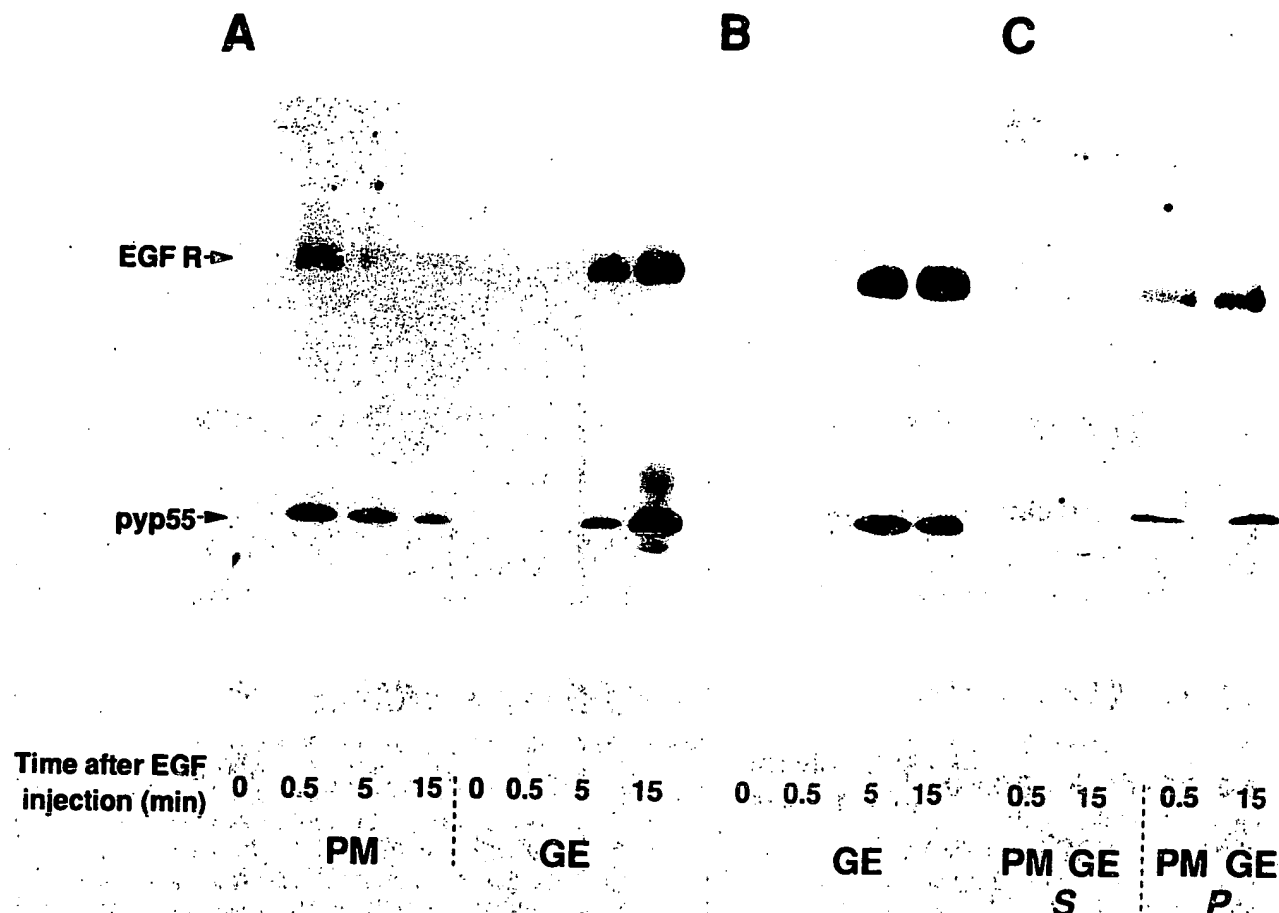 A B C
EGF R
pyp55
Time after EGF injection (min) 0 0.5 5 15 0 0.5 5 15 0 0.5 5 15 0.5 15 0.5 15
PM GE GE PM GE PM GE
S P